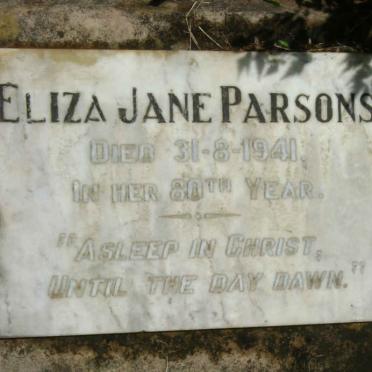 ELIZA JANE PARSONS
DIED 31-8-1941.
IN HER 80TH YEAR.
"ASLEEP IN CHRIST,
UNTIL THE DAY DAWN."